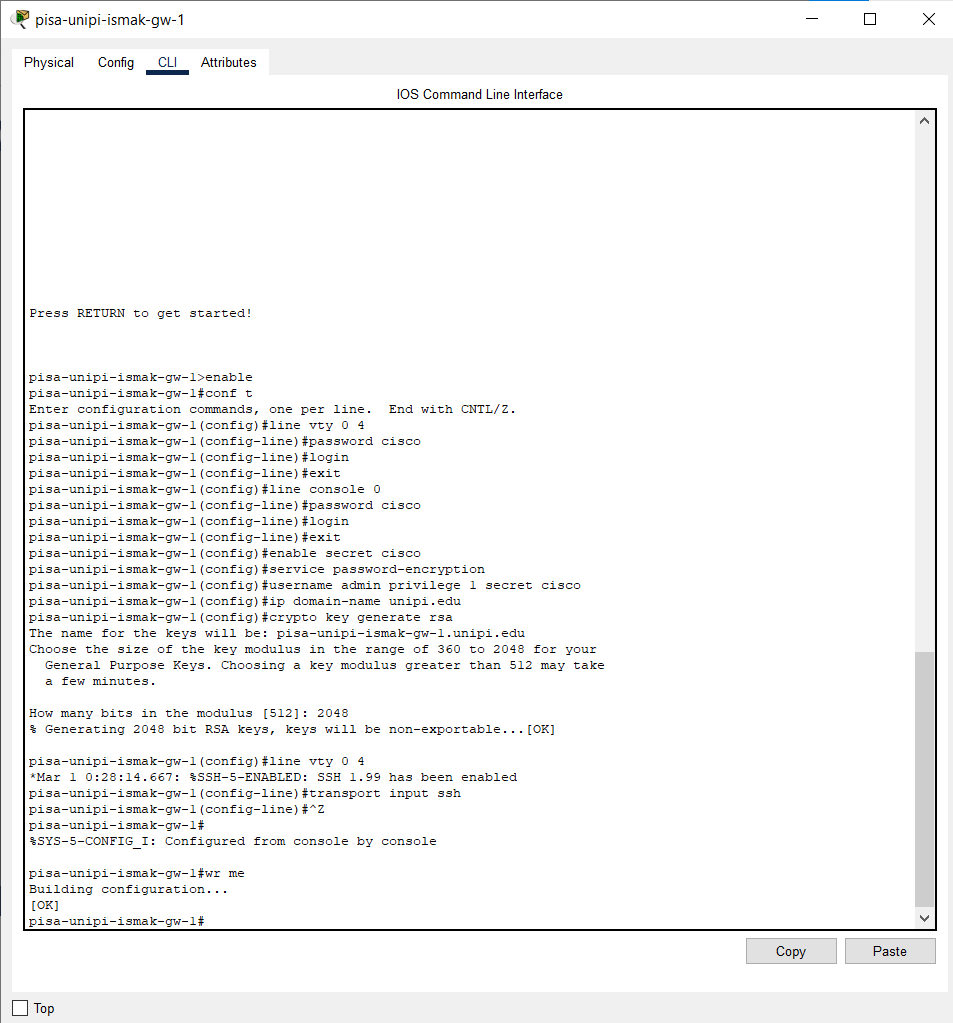 pisa-unipi-ismak-gw-1
Physical Config CLI Attributes
IOS Command Line Interface
Press RETURN to get started!
pisa-unipi-ismak-gw-1>enable
pisa-unipi-ismak-gw-1#conf t
Enter configuration commands, one per line.  End with CNTL/Z.
pisa-unipi-ismak-gw-1(config)#line vty 0 4
pisa-unipi-ismak-gw-1(config-line)#password cisco
pisa-unipi-ismak-gw-1(config-line)#login
pisa-unipi-ismak-gw-1(config-line)#exit
pisa-unipi-ismak-gw-1(config)#line console 0
pisa-unipi-ismak-gw-1(config-line)#password cisco
pisa-unipi-ismak-gw-1(config-line)#login
pisa-unipi-ismak-gw-1(config-line)#exit
pisa-unipi-ismak-gw-1(config)#enable secret cisco
pisa-unipi-ismak-gw-1(config)#service password-encryption
pisa-unipi-ismak-gw-1(config)#username admin privilege 1 secret cisco
pisa-unipi-ismak-gw-1(config)#ip domain-name unipi.edu
pisa-unipi-ismak-gw-1(config)#crypto key generate rsa
The name for the keys will be: pisa-unipi-ismak-gw-1.unipi.edu
Choose the size of the key modulus in the range of 360 to 2048 for your
  General Purpose Keys. Choosing a key modulus greater than 512 may take
  a few minutes.
How many bits in the modulus [512]: 2048
% Generating 2048 bit RSA keys, keys will be non-exportable...[OK]
pisa-unipi-ismak-gw-1(config)#line vty 0 4
*Mar 1 0:28:14.667: %SSH-5-ENABLED: SSH 1.99 has been enabled
pisa-unipi-ismak-gw-1(config-line)#transport input ssh
pisa-unipi-ismak-gw-1(config-line)#^Z
pisa-unipi-ismak-gw-1#
%SYS-5-CONFIG_I: Configured from console by console
pisa-unipi-ismak-gw-1#wr me
Building configuration...
[OK]
pisa-unipi-ismak-gw-1#
Copy Paste
Top